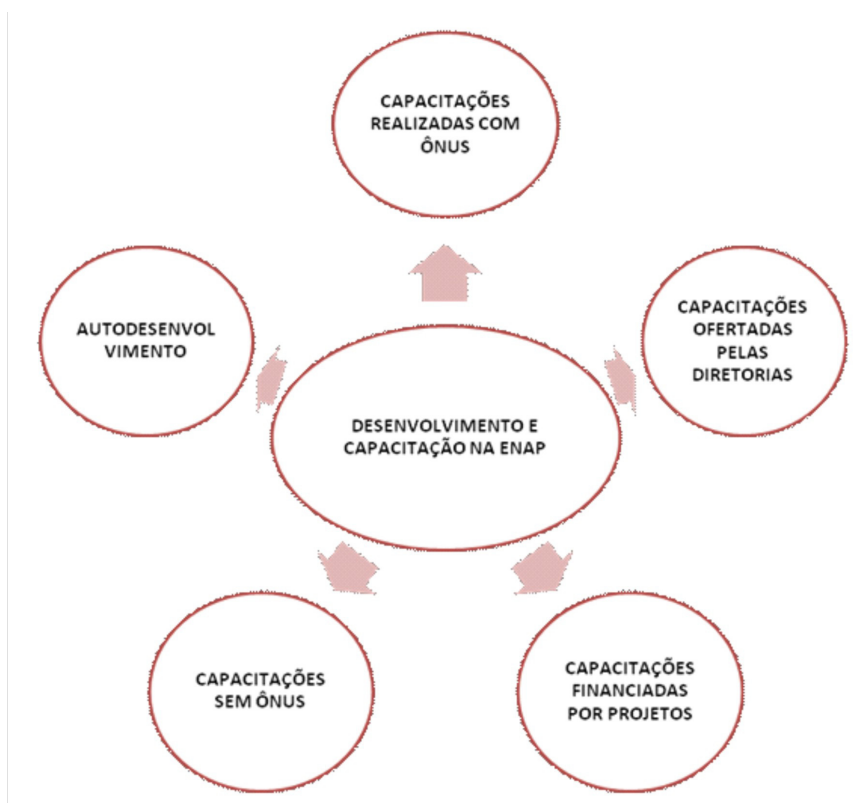 CAPACITAÇÕES
REALIZADAS COM
ÔNUS
AUTODESENVOL
VIMENTO
CAPACITAÇÕES
OFERTADAS
PELAS
DIRETORIAS
DESENVOLVIMENTO E
CAPACITAÇÃO NA ENAP
CAPACITAÇÕES
SEM ÔNUS
CAPACITAÇÕES
FINANCIADAS
POR PROJETOS